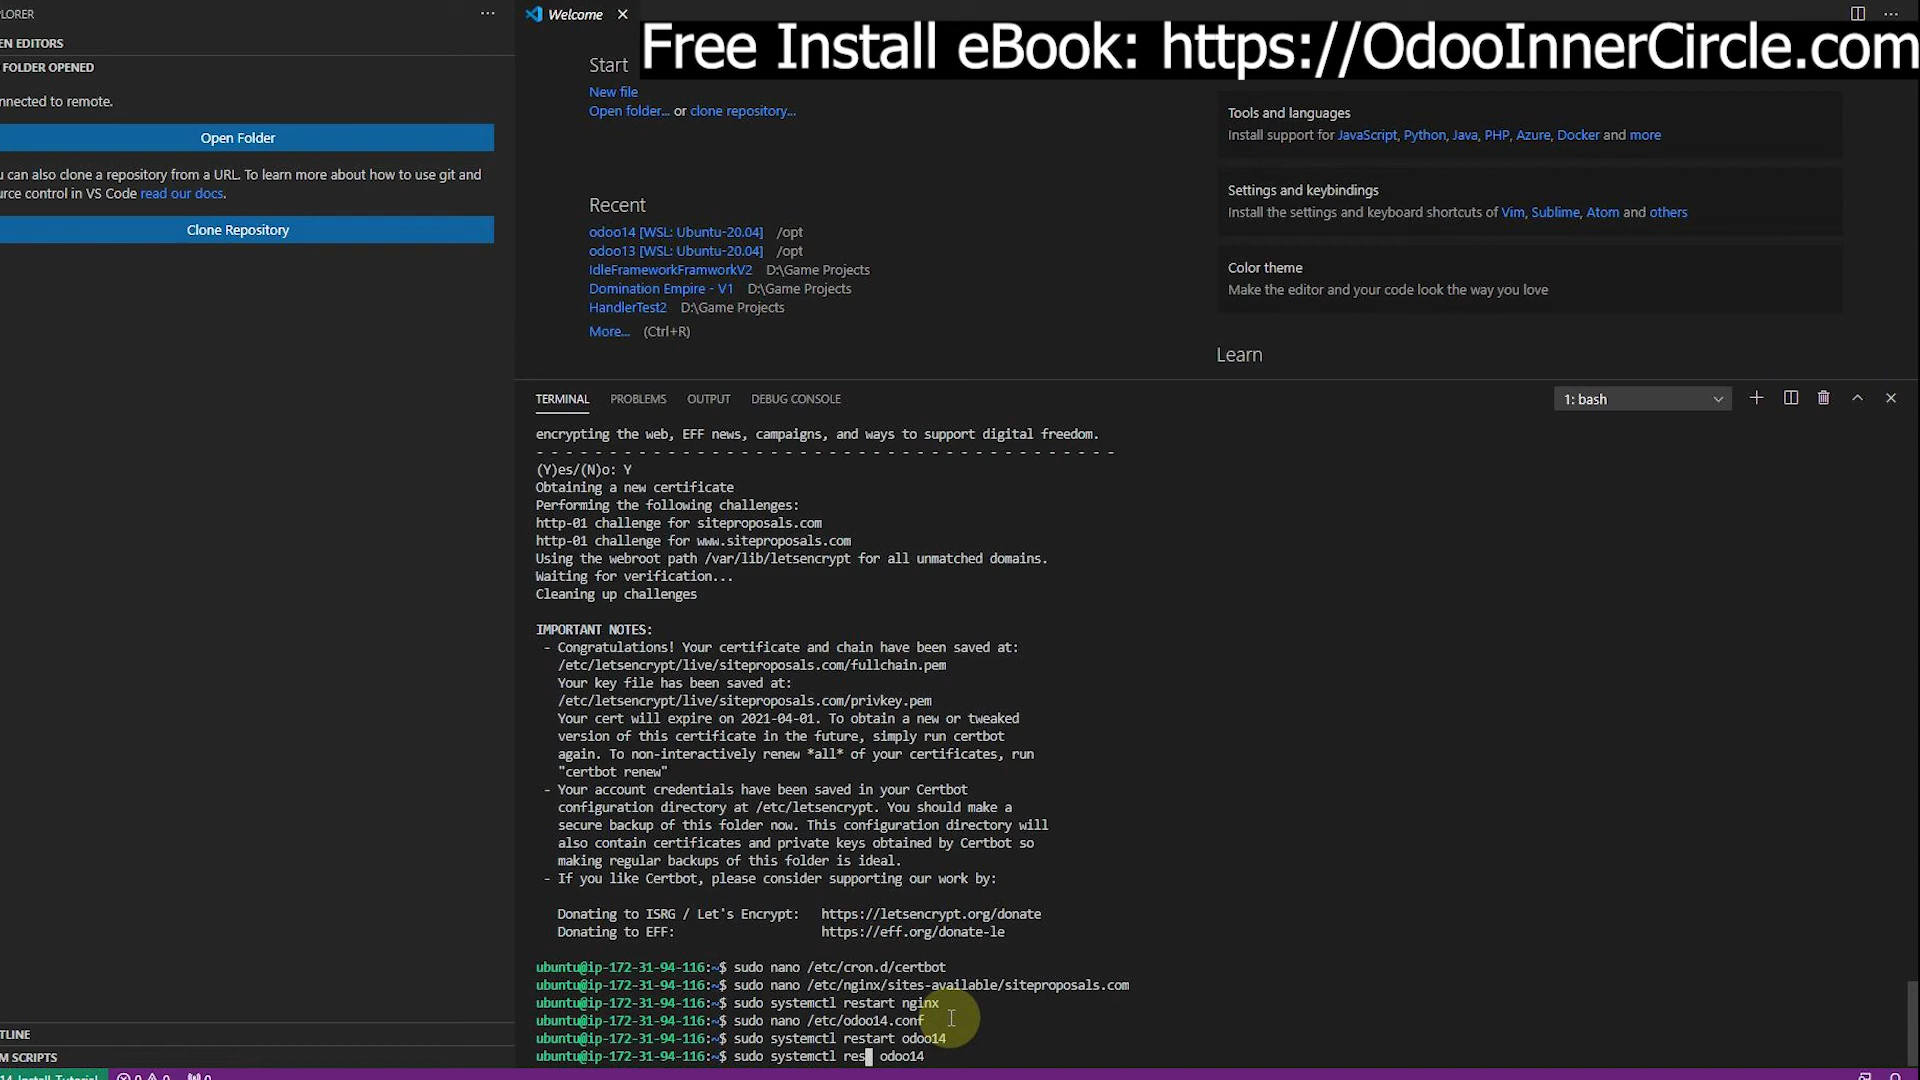 Free Install eBook: https://OdooInnerCircle.com
PLORER
EN EDITORS
FOLDER OPENED
nnected to remote.
Open Folder
u can also clone a repository from a URL. To learn more about how to use git and
urce control in VS Code read our docs.
Clone Repository
TLINE
M SCRIPTS
Welcome
Start
New file
Open folder... or clone repository...
Recent
odoo14 [WSL: Ubuntu-20.04] /opt
odoo13 [WSL: Ubuntu-20.04] /opt
IdleFrameworkFramworkV2 D:\Game Projects
Domination Empire - V1 D:\Game Projects
HandlerTest2 D:\Game Projects
More... (Ctrl+R)
Tools and languages
Install support for JavaScript, Python, Java, PHP, Azure, Docker and more
Settings and keybindings
Install the settings and keyboard shortcuts of Vim, Sublime, Atom and others
Color theme
Make the editor and your code look the way you love
Learn
TERMINAL PROBLEMS OUTPUT DEBUG CONSOLE
1: bash
encrypting the web, EFF news, campaigns, and ways to support digital freedom.
- - - - - - - - - - - - - - - - - - - - - - - - - - - - - - - - - - - - - - - -
(Y)es/(N)o: Y
Obtaining a new certificate
Performing the following challenges:
http-01 challenge for siteproposals.com
http-01 challenge for www.siteproposals.com
Using the webroot path /var/lib/letsencrypt for all unmatched domains.
Waiting for verification...
Cleaning up challenges
IMPORTANT NOTES:
- Congratulations! Your certificate and chain have been saved at:
/etc/letsencrypt/live/siteproposals.com/fullchain.pem
Your key file has been saved at:
/etc/letsencrypt/live/siteproposals.com/privkey.pem
Your cert will expire on 2021-04-01. To obtain a new or tweaked
version of this certificate in the future, simply run certbot
again. To non-interactively renew *all* of your certificates, run
"certbot renew"
- Your account credentials have been saved in your Certbot
configuration directory at /etc/letsencrypt. You should make a
secure backup of this folder now. This configuration directory will
also contain certificates and private keys obtained by Certbot so
making regular backups of this folder is ideal.
- If you like Certbot, please consider supporting our work by:
Donating to ISRG / Let's Encrypt: https://letsencrypt.org/donate
Donating to EFF: https://eff.org/donate-le
ubuntu@ip-172-31-94-116:~$ sudo nano /etc/cron.d/certbot
ubuntu@ip-172-31-94-116:~$ sudo nano /etc/nginx/sites-available/siteproposals.com
ubuntu@ip-172-31-94-116:~$ sudo systemctl restart nginx
ubuntu@ip-172-31-94-116:~$ sudo nano /etc/odoo14.conf
ubuntu@ip-172-31-94-116:~$ sudo systemctl restart odoo14
ubuntu@ip-172-31-94-116:~$ sudo systemctl res odoo14